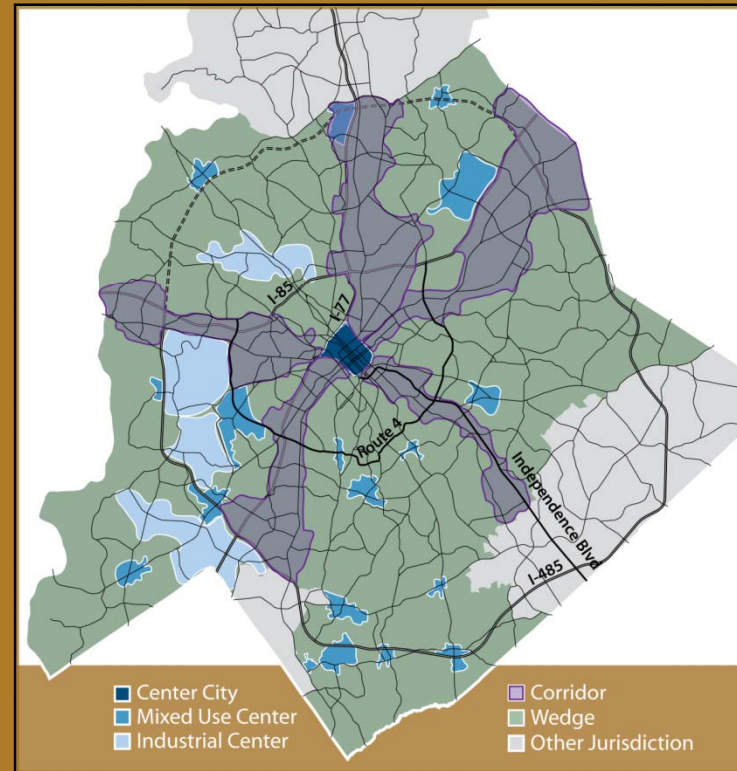 I-85
I-77
Route 4
Independence Blvd
I-485
Center City
Mixed Use Center
Industrial Center
Corridor
Wedge
Other Jurisdiction